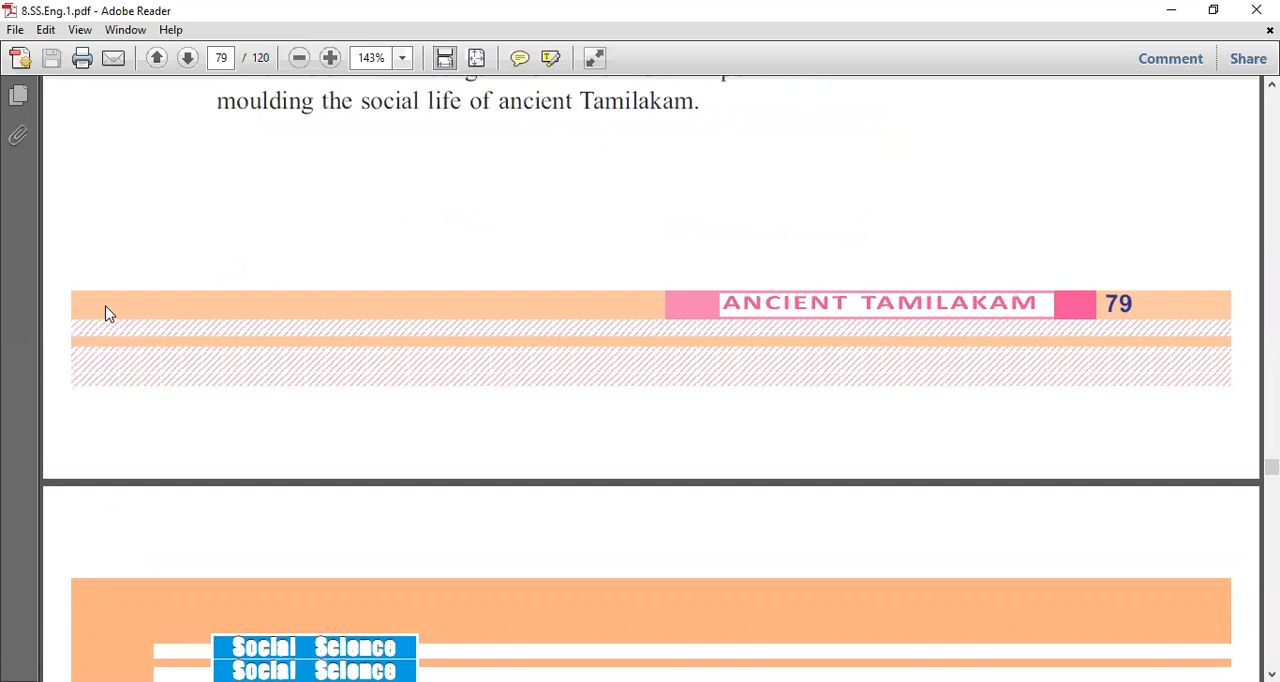 8.SS.Eng.1.pdf - Adobe Reader
File Edit View Window Help
79 / 120 143% Comment Share
moulding the social life of ancient Tamilakam.
ANCIENT TAMILAKAM 79
Social Science
Social Science